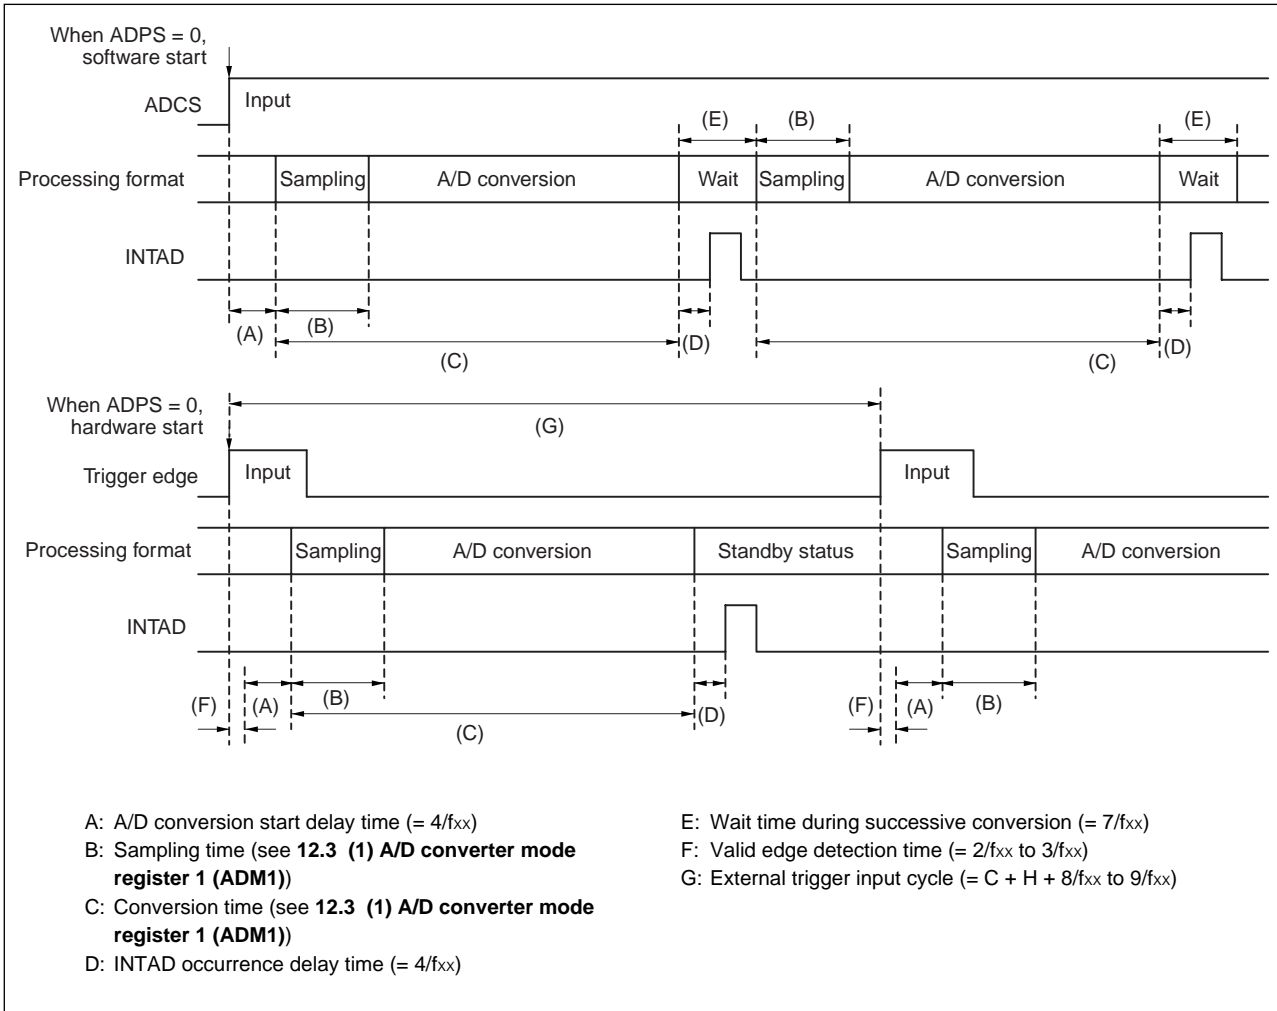 When ADPS = 0,
software start
ADCS
Input
(E)
(B)
(E)
Processing format
Sampling
A/D conversion
Wait
Sampling
A/D conversion
Wait
INTAD
(A)
(B)
(D)
(D)
(C)
(C)
When ADPS = 0,
hardware start
(G)
Trigger edge
Input
Input
Processing format
Sampling
A/D conversion
Standby status
Sampling
A/D conversion
INTAD
(F)
(A)
(B)
(D)
(F)
(A)
(B)
(C)
A: A/D conversion start delay time (= 4/fxx)
B: Sampling time (see 12.3 (1) A/D converter mode
register 1 (ADM1))
C: Conversion time (see 12.3 (1) A/D converter mode
register 1 (ADM1))
D: INTAD occurrence delay time (= 4/fxx)
E: Wait time during successive conversion (= 7/fxx)
F: Valid edge detection time (= 2/fxx to 3/fxx)
G: External trigger input cycle (= C + H + 8/fxx to 9/fxx)